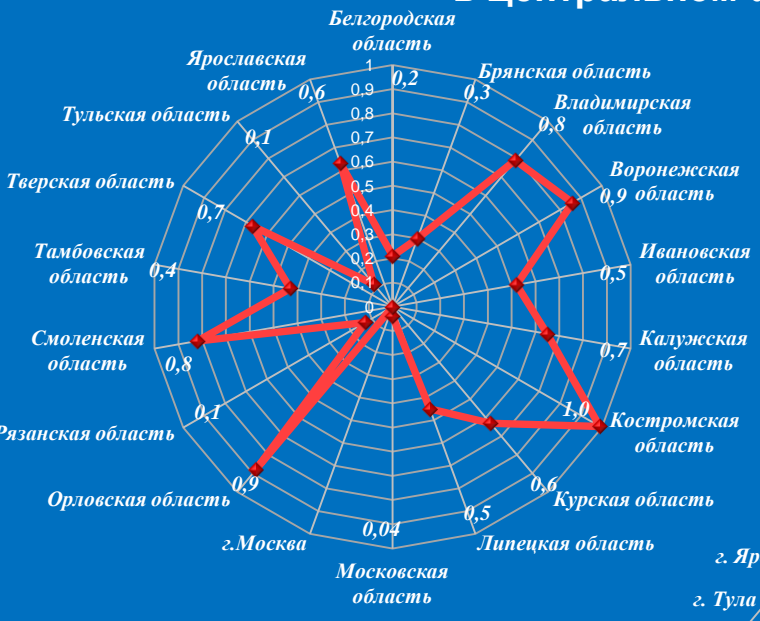 Белгородская
область
Ярославская
область
Брянская область
Тульская область
Владимирская
область
Тверская область
Воронежская
область
Тамбовская
область
Ивановская
область
Смоленская
область
Калужская
область
Рязанская область
Костромская
область
Орловская область
Курская область
г.Москва
Липецкая область
Московская
область
1
0,9
0,8
0,7
0,6
0,5
0,4
0,3
0,2
0,1
0
0,2
0,3
0,8
0,9
0,5
0,7
1,0
0,6
0,5
0,04
0,9
0,1
0,8
0,4
0,7
0,1
0,6
г. Яр
г. Тула